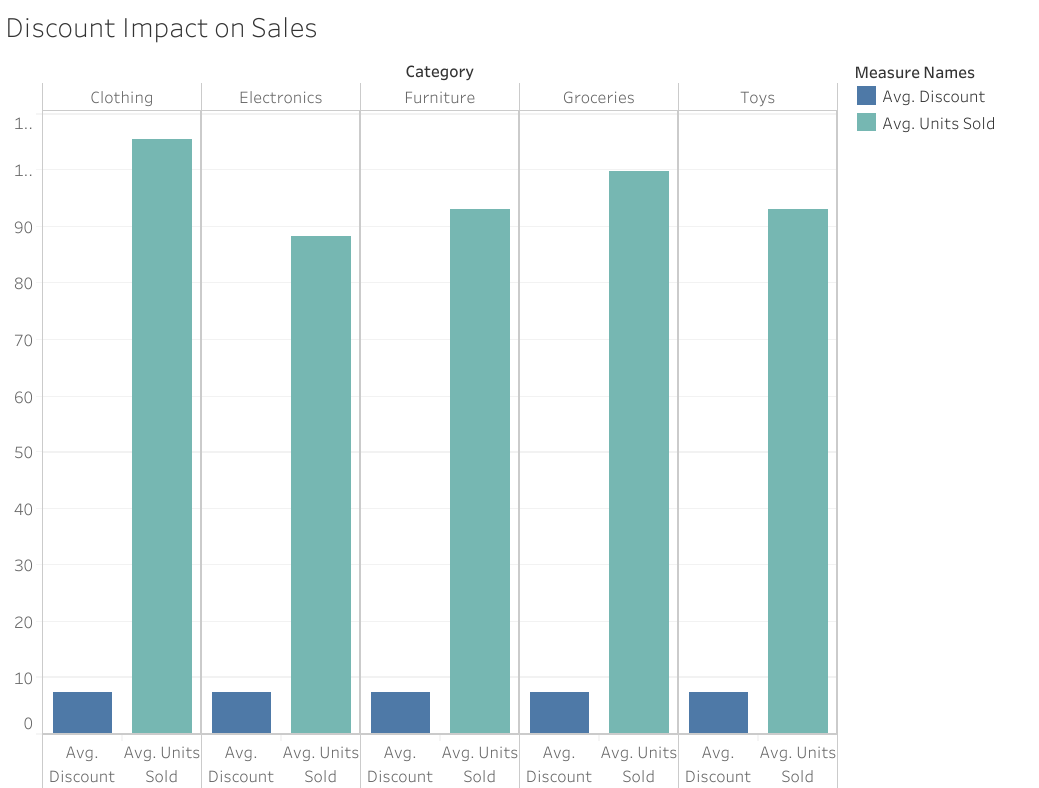 Discount Impact on Sales
Category
Measure Names
Clothing Electronics Furniture Groceries Toys
Avg. Discount
Avg. Units Sold
1..
1..
90
80
70
60
50
40
30
20
10
0
Avg. Avg. Units Avg. Avg. Units Avg. Avg. Units Avg. Avg. Units Avg. Avg. Units
Discount Sold Discount Sold Discount Sold Discount Sold Discount Sold